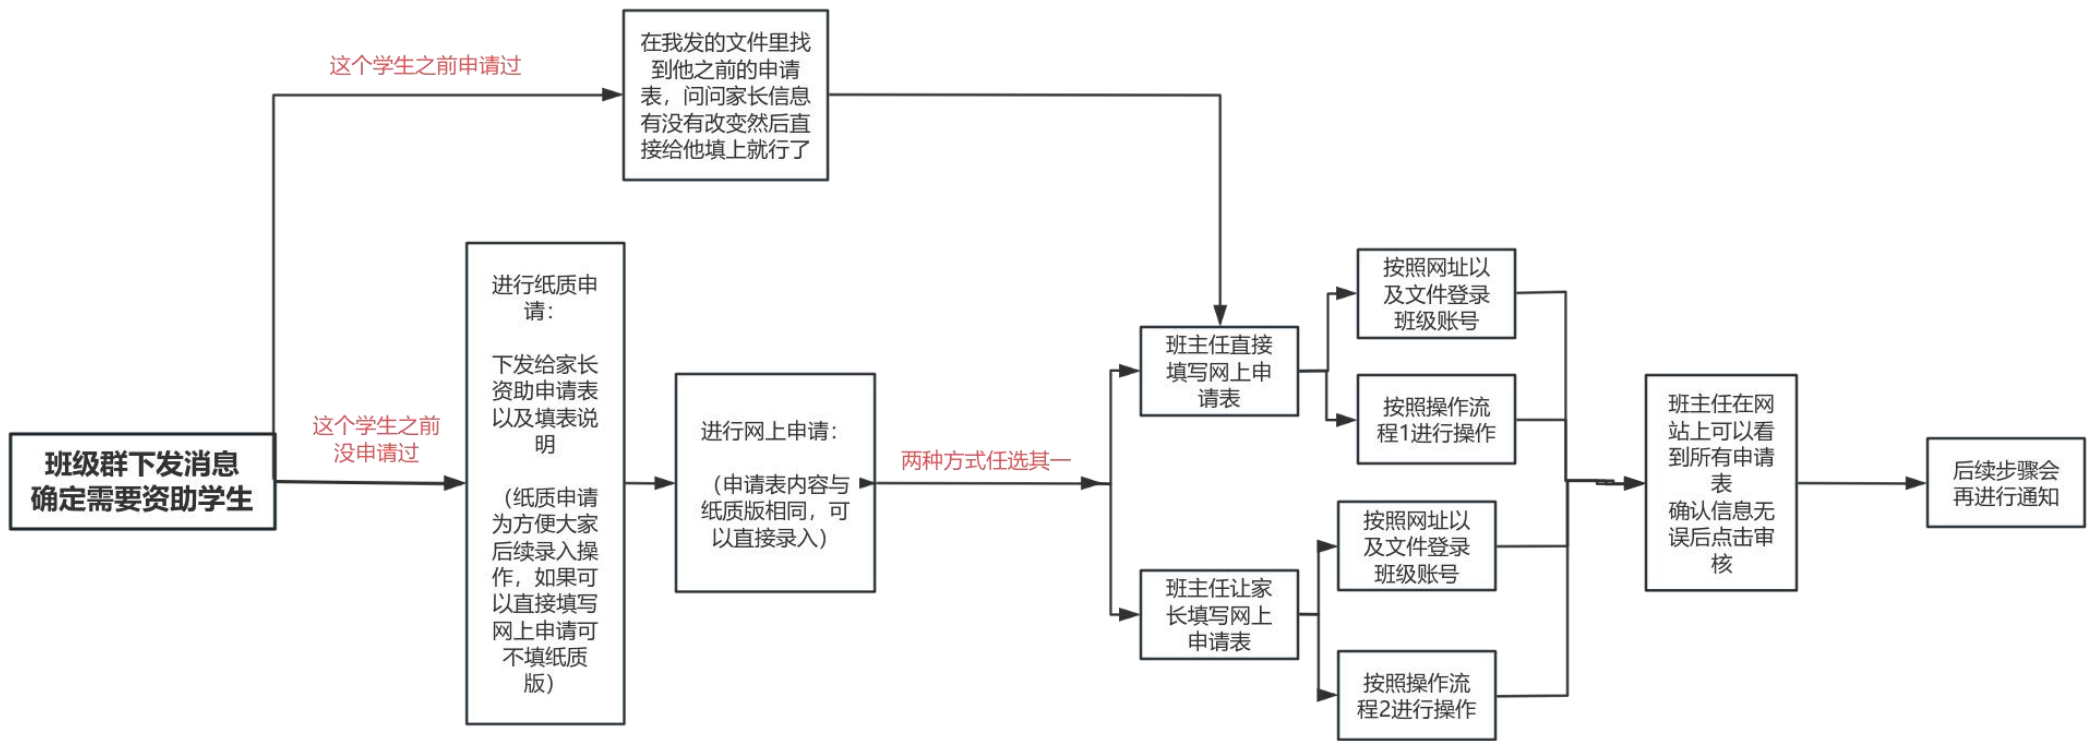 班级群下发消息
确定需要资助学生
这个学生之前申请过
在我发的文件里找
到他之前的申请
表，问问家长信息
有没有改变然后直
接给他填上就行了
这个学生之前
没申请过
进行纸质申
请：
下发给家长
资助申请表
以及填表说
明
（纸质申请
为方便大家
后续录入操
作，如果可
以直接填写
网上申请可
不填纸质
版）
进行网上申请：
（申请表内容与
纸质版相同，可
以直接录入）
两种方式任选其一
班主任直接
填写网上申
请表
按照网址以
及文件登录
班级账号
按照操作流
程1进行操作
班主任让家
长填写网上
申请表
按照网址以
及文件登录
班级账号
按照操作流
程2进行操作
班主任在网
站上可以看
到所有申请
表
确认信息无
误后点击审
核
后续步骤会
再进行通知